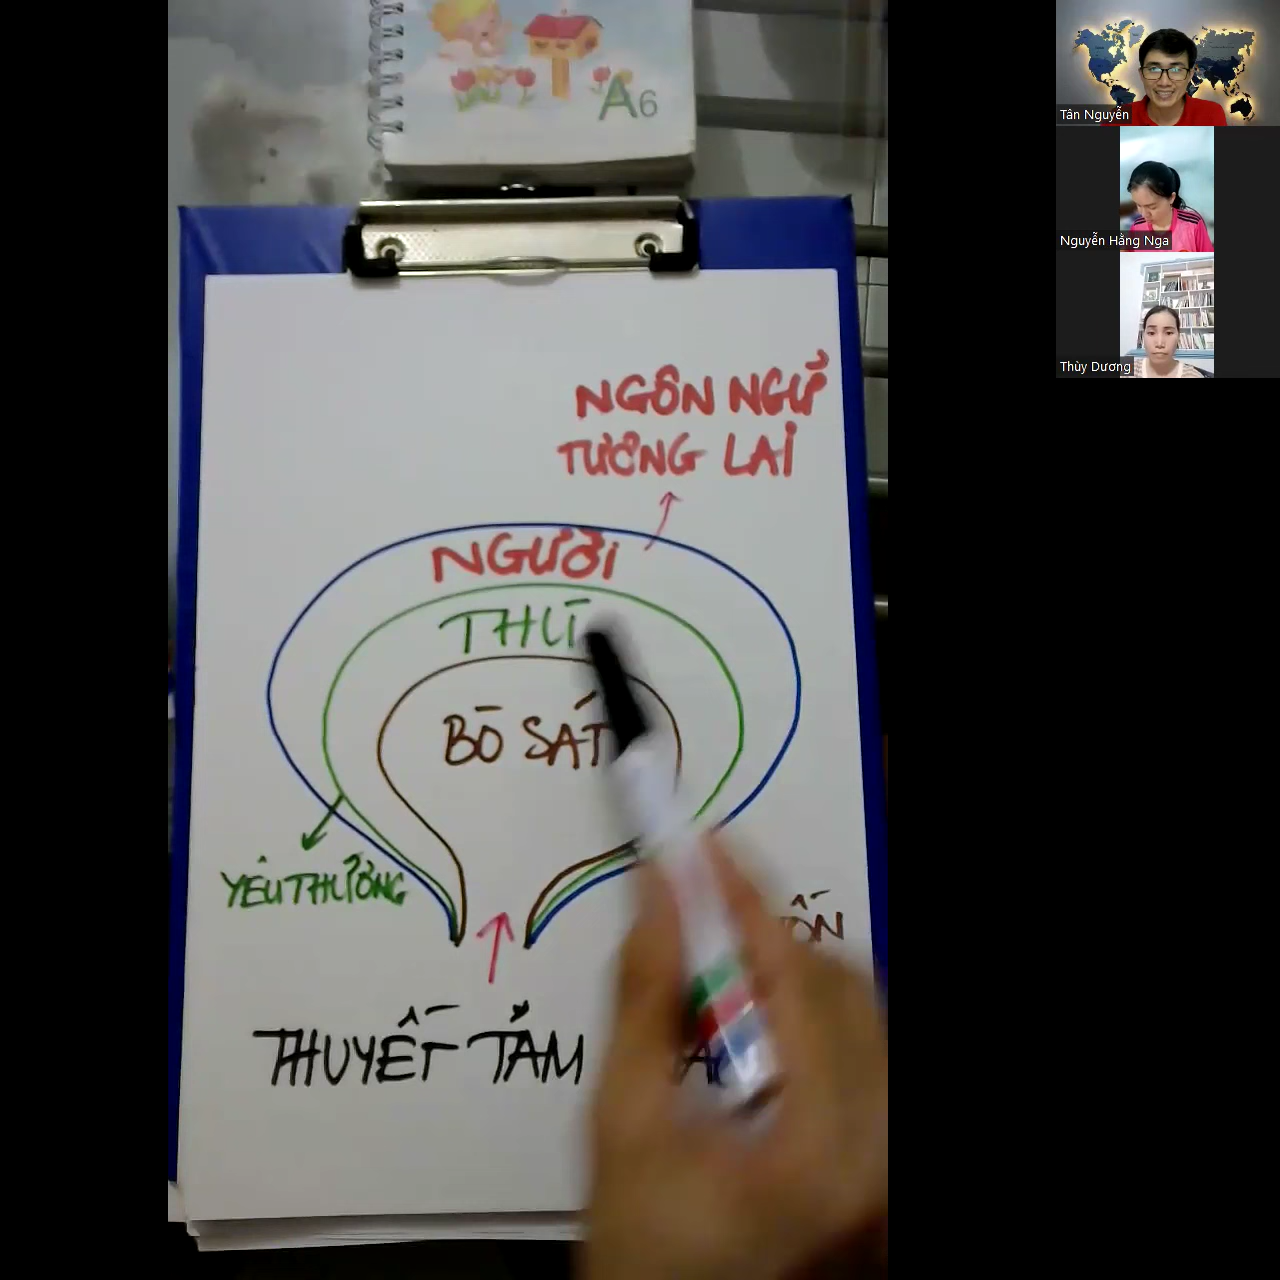 A6
NGÔN NGỮ
TƯƠNG LAI
NGƯỜI
THÚ
BÒ SÁT
YÊU THƯƠNG
THUYẾT TAM
Tân Nguyễn
Nguyễn Hằng Nga
Thùy Dương